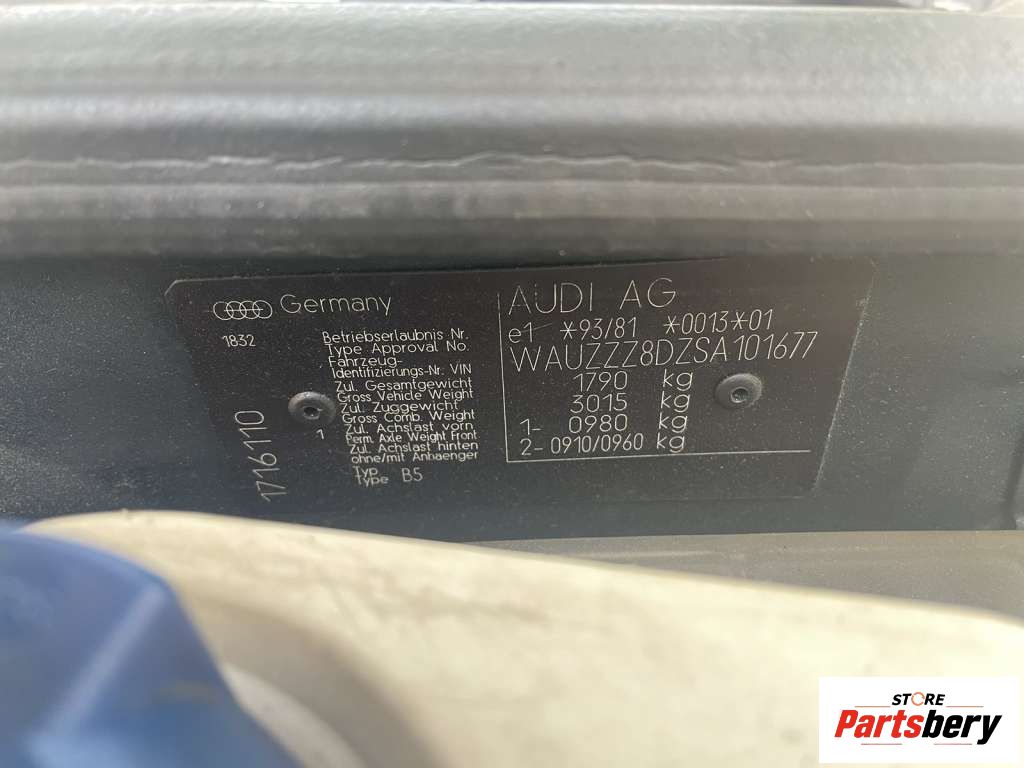 Germany
1832
Betriebserlaubnis Nr.
Type Approval No.
Fahrzeug-
Identifizierungs-Nr. VIN
Zul. Gesamtgewicht
Gross Vehicle Weight
Zul. Zuggewicht
Gross Comb. Weight
1 Zul. Achslast vorn
Perm. Axle Weight Front
Zul. Achslast hinten
ohne/mit Anhaenger
Typ
Type B5
1716110
AUDI AG
e1 *93/81 *0013*01
WAUZZZ8DZSA101677
1790 kg
3015 kg
1- 0980 kg
2- 0910/0960 kg
STORE
Partsbery